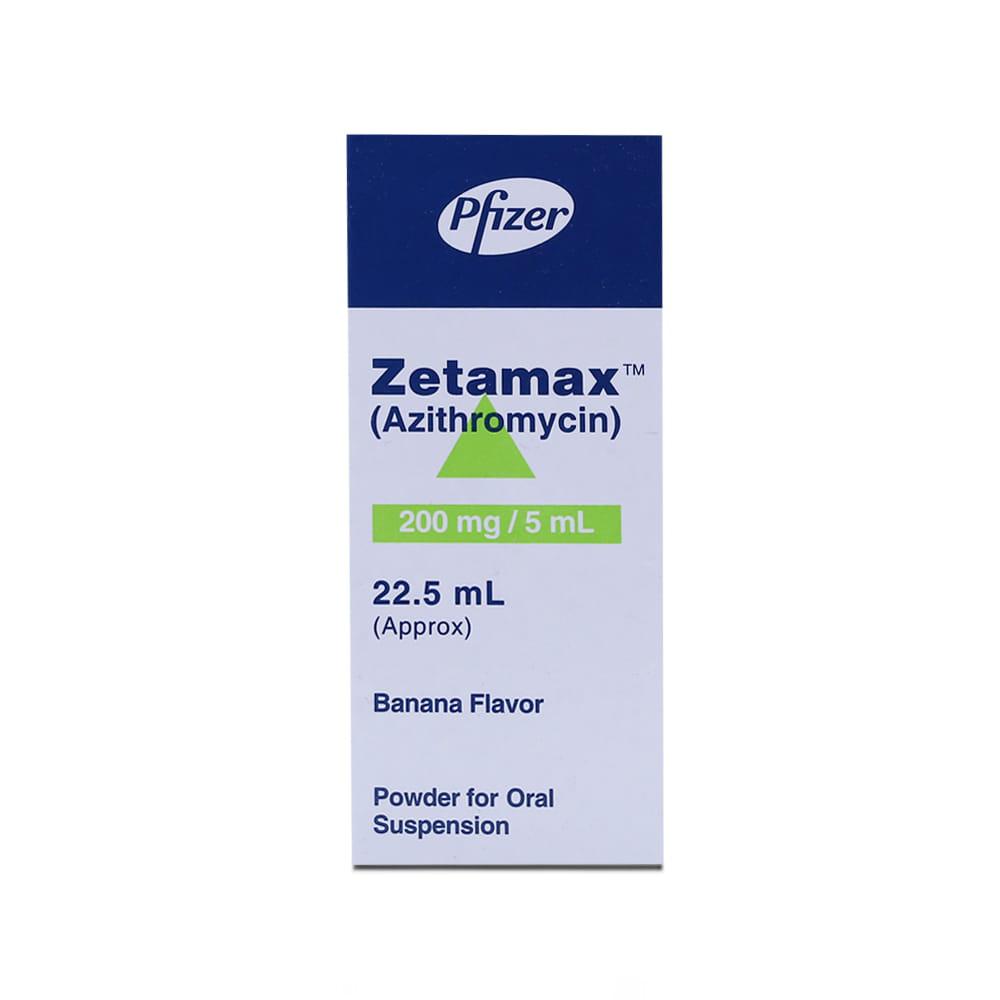 Pfizer
Zetamax™
(Azithromycin)
200 mg / 5 mL
22.5 mL
(Approx)
Banana Flavor
Powder for Oral
Suspension